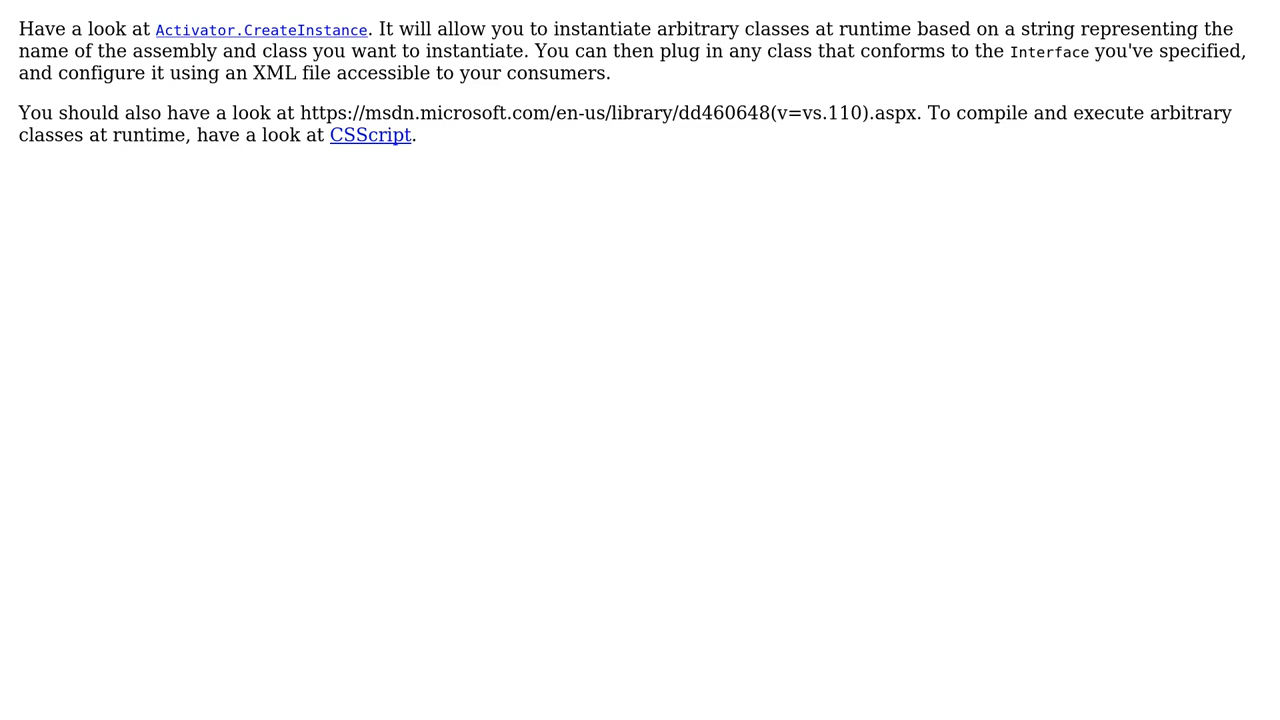 Have a look at Activator.CreateInstance. It will allow you to instantiate arbitrary classes at runtime based on a string representing the
name of the assembly and class you want to instantiate. You can then plug in any class that conforms to the Interface you've specified,
and configure it using an XML file accessible to your consumers.
You should also have a look at https://msdn.microsoft.com/en-us/library/dd460648(v=vs.110).aspx. To compile and execute arbitrary
classes at runtime, have a look at CSScript.